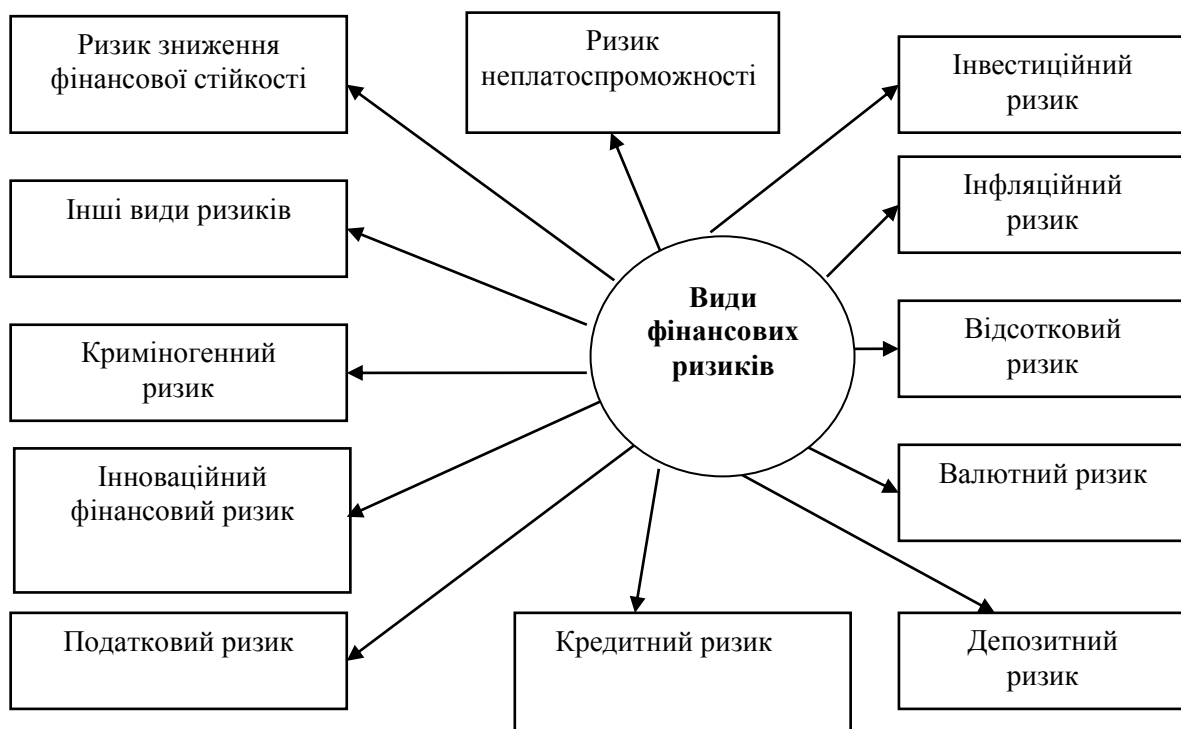 Ризик зниження
фінансової стійкості
Ризик
неплатоспроможності
Інвестиційний
ризик
Інші види ризиків
Інфляційний
ризик
Види
фінансових
ризиків
Криміногенний
ризик
Відсотковий
ризик
Інноваційний
фінансовий ризик
Валютний ризик
Податковий ризик
Кредитний ризик
Депозитний
ризик